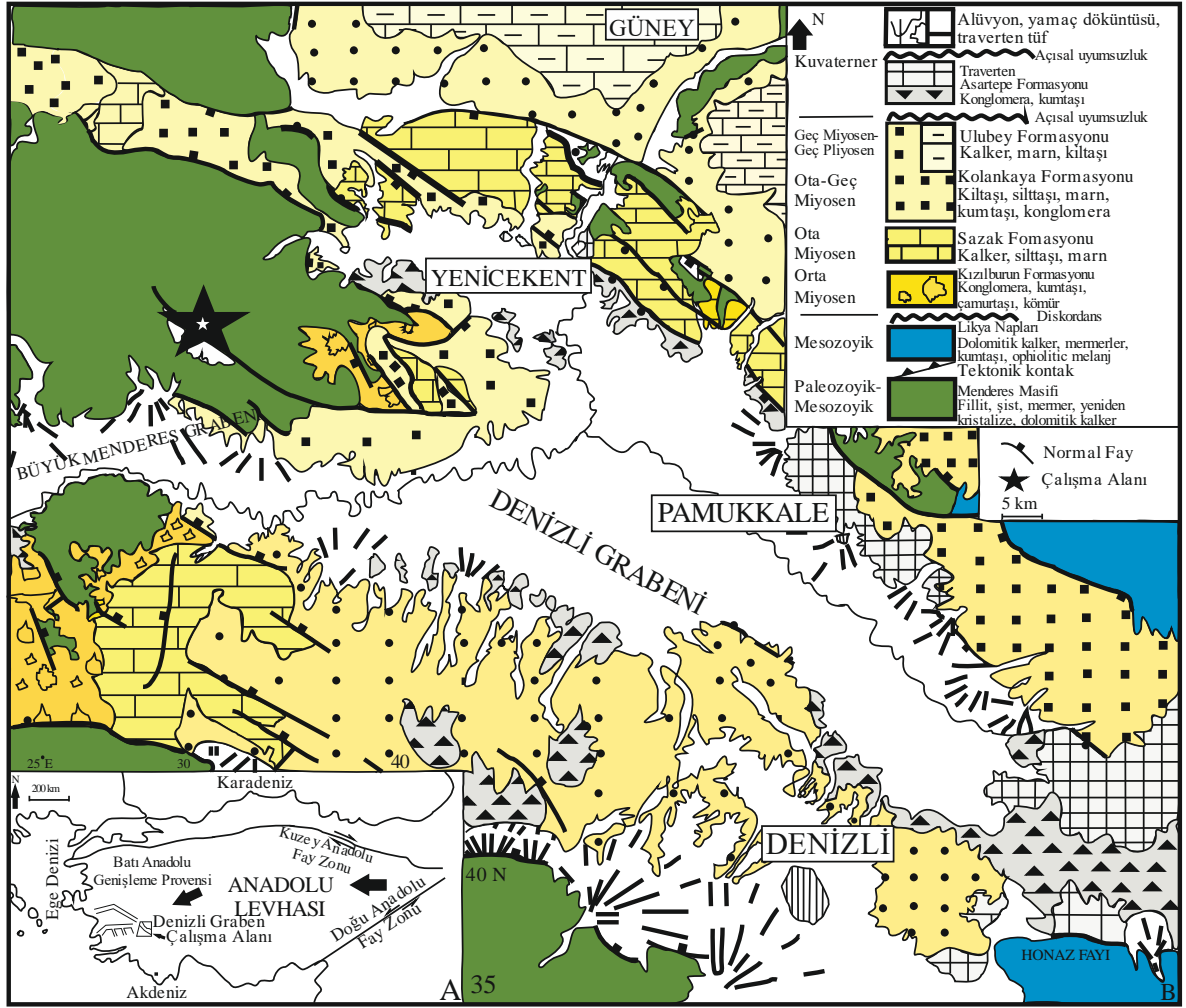 GÜNEY
YENİCEKENT
BÜYÜK MENDERES GRABEN
DENİZLİ GRABENİ
PAMUKKALE
DENİZLİ
HONAZ FAYI
B
N
Kuvaterner
Alüvyon, yamaç döküntüsü,
traverten tüf
Açısal uyumsuzluk
Traverten
Asartepe Formasyonu
Konglomera, kumtaşı
Açısal uyumsuzluk
Geç Miyosen-
Geç Pliyosen
Ulubey Formasyonu
Kalker, marn, kiltaşı
Ota-Geç
Miyosen
Kolankaya Formasyonu
Kiltaşı, silttaşı, marn,
kumtaşı, konglomera
Ota
Miyosen
Sazak Fomasyonu
Kalker, silttaşı, marn
Orta
Miyosen
Kızılburun Formasyonu
Konglomera, kumtaşı,
çamurtaşı, kömür
Diskordans
Mesozoyik
Likya Napları
Dolomitik kalker, mermerler,
kumtaşı, ophiolitic melanj
Tektonik kontak
Paleozoyik-
Mesozoyik
Menderes Masifi
Fillit, şist, mermer, yeniden
kristalize, dolomitik kalker
Normal Fay
Çalışma Alanı
5 km
25°E
30
40
N
200 km
Karadeniz
Kuzey Anadolu
Fay Zonu
Ege Denizi
Batı Anadolu
Genişleme Provensi
ANADOLU
LEVHASI
Doğu Anadolu
Fay Zonu
Denizli Graben
Çalışma Alanı
Akdeniz
A
40 N
35